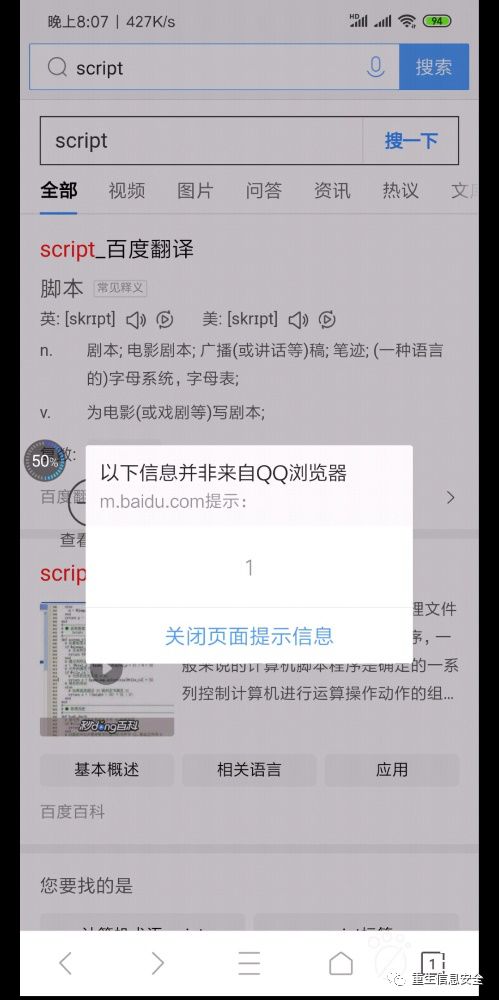 晚上8:07 | 427K/s
HD
94
script
搜索
script
搜一下
全部 视频 图片 问答 资讯 热议 文
script_百度翻译
脚本 常见释义
英: [skrɪpt] 美: [skrɪpt]
n. 剧本; 电影剧本; 广播(或讲话等)稿; 笔迹; (一种语言
的)字母系统, 字母表;
v. 为电影(或戏剧等)写剧本;
50%
以下信息并非来自QQ浏览器
m.baidu.com提示:
百度翻
查看
1
scrip
理文件
关闭页面提示信息
序, 一
般来说的计算机脚本程序是确定的一系
列控制计算机进行运算操作动作的组...
秒dong百科
基本概述 相关语言 应用
百度百科
您要找的是
1
重生信息安全